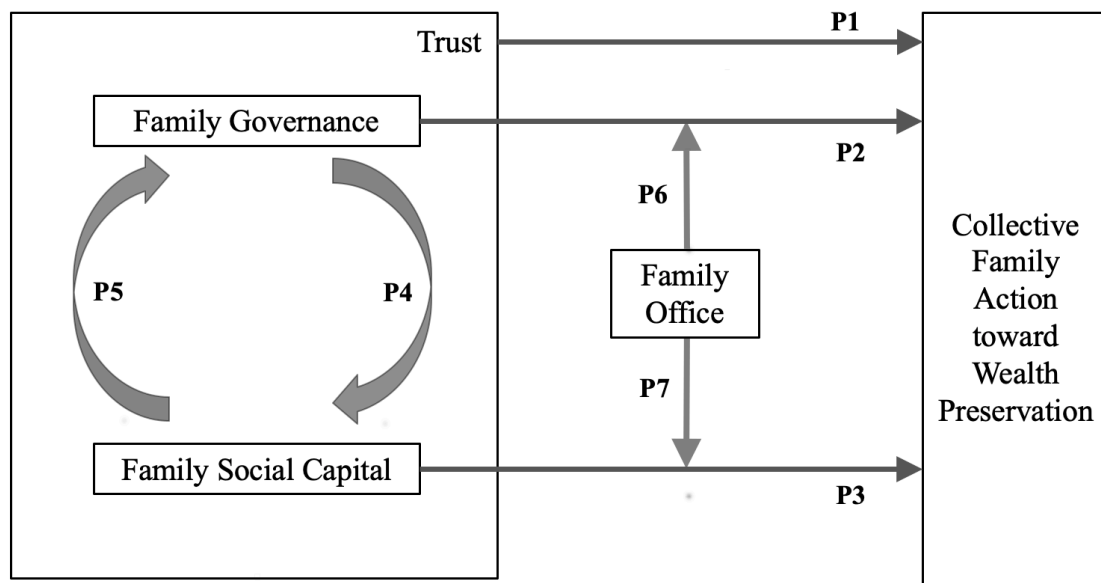 P1
Trust
Family Governance
P2
P6
Collective
Family
Action
toward
Wealth
Preservation
P5
P4
Family
Office
P7
Family Social Capital
P3